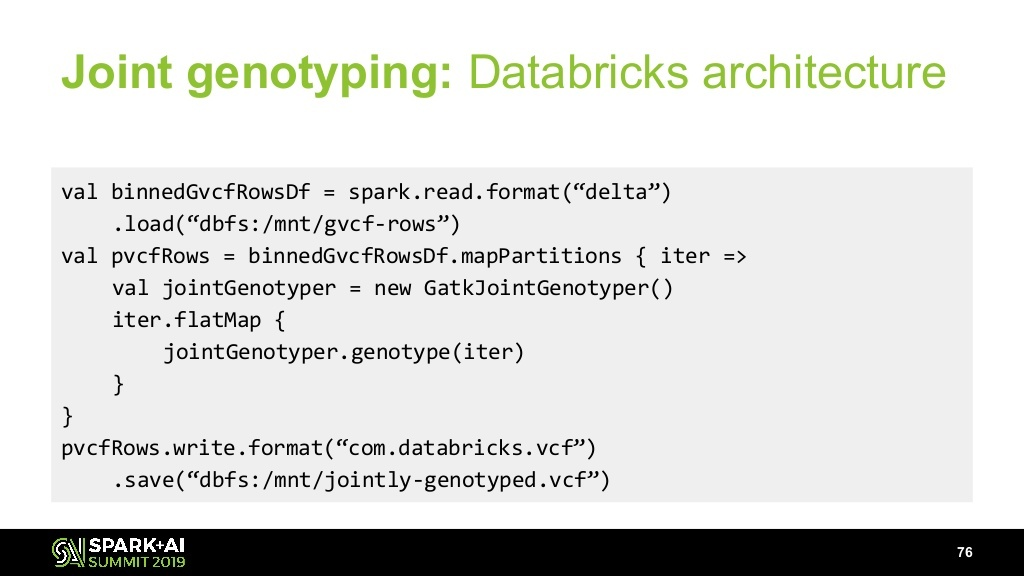 Joint genotyping: Databricks architecture
val binnedGvcfRowsDf = spark.read.format(“delta”)
    .load(“dbfs:/mnt/gvcf-rows”)
val pvcfRows = binnedGvcfRowsDf.mapPartitions { iter =>
    val jointGenotyper = new GatkJointGenotyper()
    iter.flatMap {
        jointGenotyper.genotype(iter)
    }
}
pvcfRows.write.format(“com.databricks.vcf”)
    .save(“dbfs:/mnt/jointly-genotyped.vcf”)
SPARK+AI
SUMMIT 2019
76